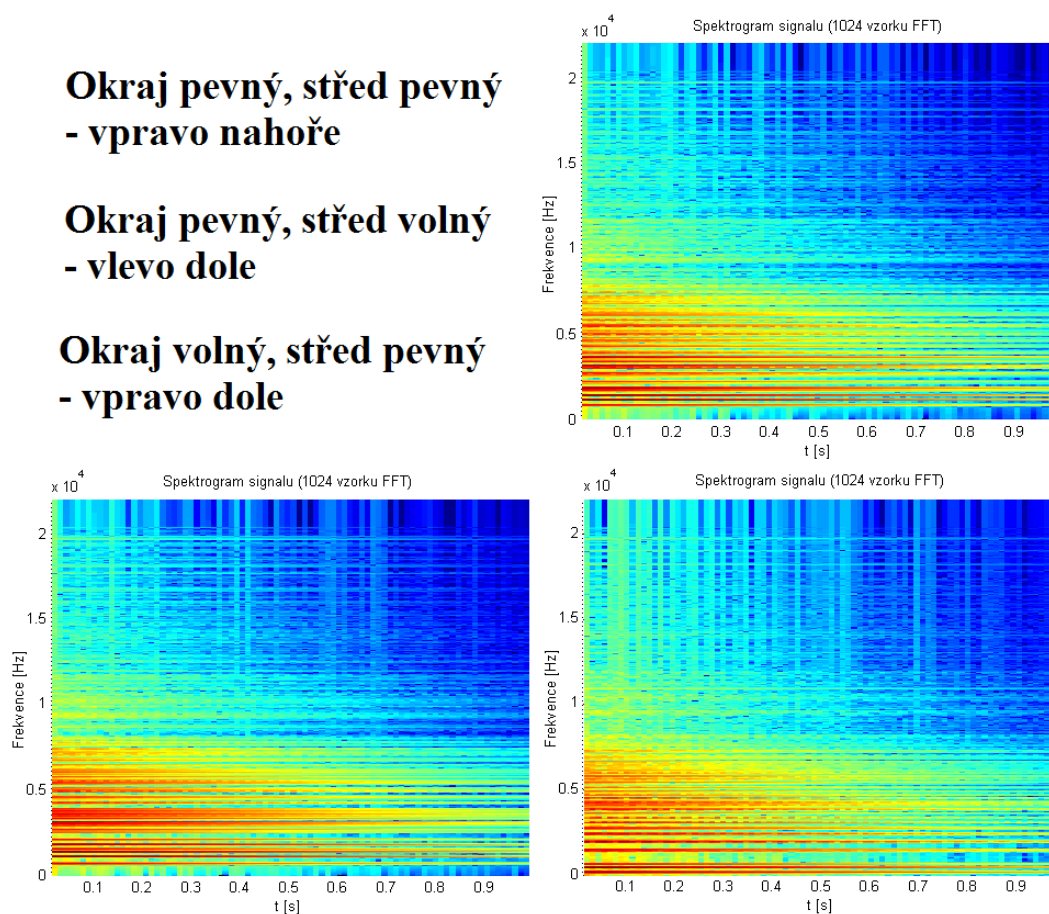 Okraj pevný, střed pevný
- vpravo nahoře
Okraj pevný, střed volný
- vlevo dole
Okraj volný, střed pevný
- vpravo dole
Spektrogram signalu (1024 vzorku FFT)
x 10^4
2
1.5
1
0.5
0
Frekvence [Hz]
0.1 0.2 0.3 0.4 0.5 0.6 0.7 0.8 0.9
t [s]
Spektrogram signalu (1024 vzorku FFT)
x 10^4
2
1.5
1
0.5
0
Frekvence [Hz]
0.1 0.2 0.3 0.4 0.5 0.6 0.7 0.8 0.9
t [s]
Spektrogram signalu (1024 vzorku FFT)
x 10^4
2
1.5
1
0.5
0
Frekvence [Hz]
0.1 0.2 0.3 0.4 0.5 0.6 0.7 0.8 0.9
t [s]